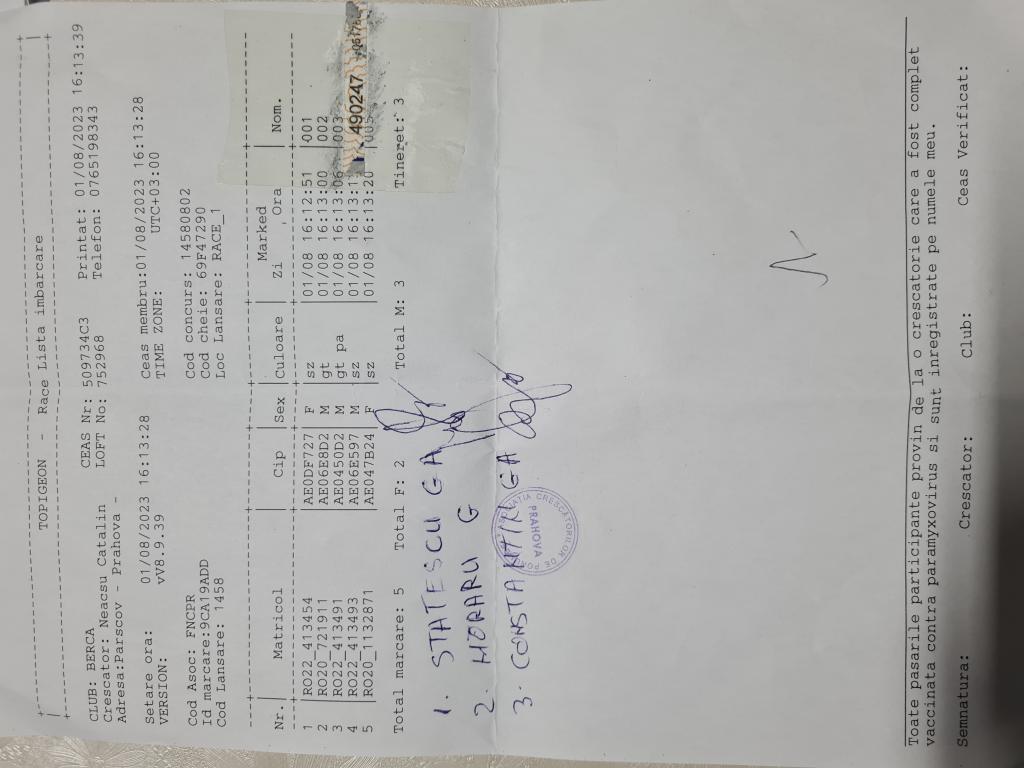 TOPIGEON - Race Lista imbarcare
CLUB: BERCA CEAS Nr: 509734C3 Printat: 01/08/2023 16:13:39
Crescator: Neacsu Catalin LOFT No: 752968 Telefon: 0765198343
Adresa:Parscov - Prahova -
Setare ora: 01/08/2023 16:13:28 Ceas membru:01/08/2023 16:13:28
VERSION: vV8.9.39 TIME ZONE: UTC+03:00
Cod Asoc: FNCPR Cod concurs: 14580802
Id marcare:9CA19ADD Cod cheie: 69F47290
Cod Lansare: 1458 Loc Lansare: RACE_1
Marked
Nr. Matricol Cip Sex Culoare Zi Ora Nom.
1 RO22_413454 AE0DF727 F sz 01/08 16:12:51 001
2 RO20_721911 AE06E8D2 M gt 01/08 16:13:00 002
3 RO22_413491 AE0450D2 M gt pa 01/08 16:13:06 003
4 RO22_413493 AE06E597 M sz 01/08
5 RO20_1132871 AE047B24 F sz 01/08 16:13:20 005
490247
Total marcare: 5 Total F: 2 Total M: 3 Tineret: 3
1. STATESCU GA
2. MORARU G
3. CONSTANTIN GA
PRAHOVA
Toate pasarile participante provin de la o crescatorie care a fost complet
vaccinata contra paramyxovirus si sunt inregistrate pe numele meu.
Semnatura: Crescator: Club: Ceas Verificat: